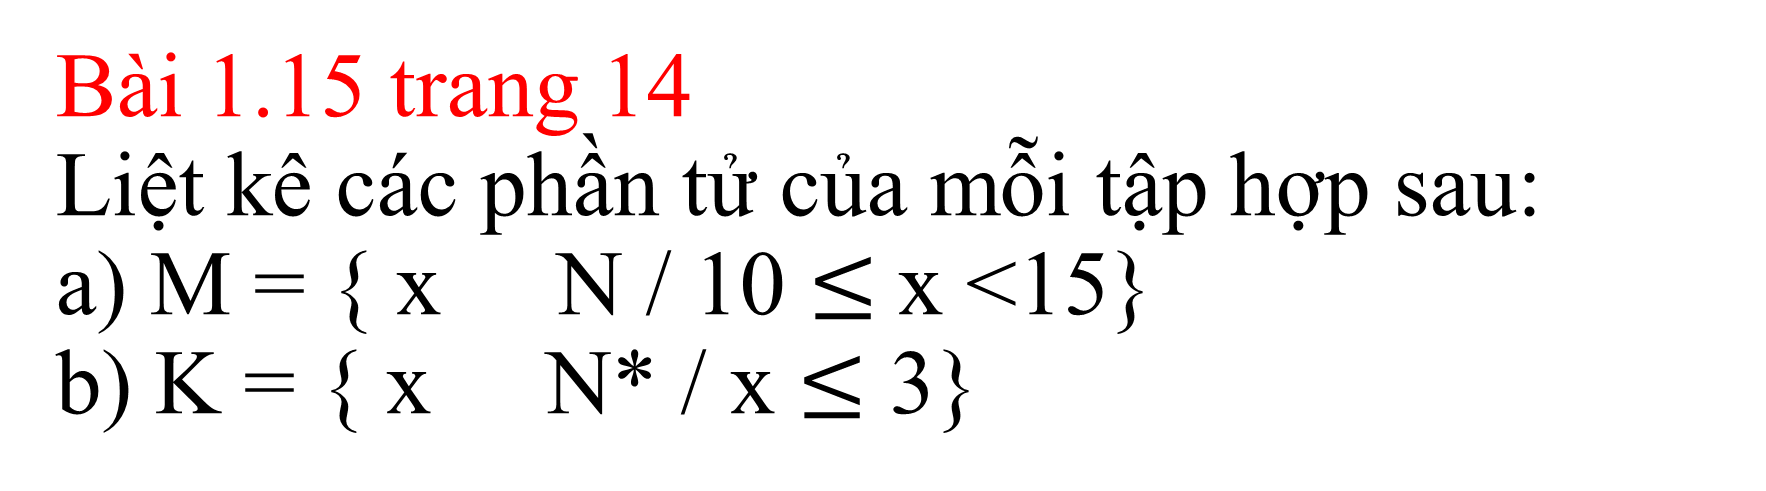 Bài 1.15 trang 14
Liệt kê các phần tử của mỗi tập hợp sau:
a) M = { x N / 10 ≤ x <15}
b) K = { x N* / x ≤ 3}